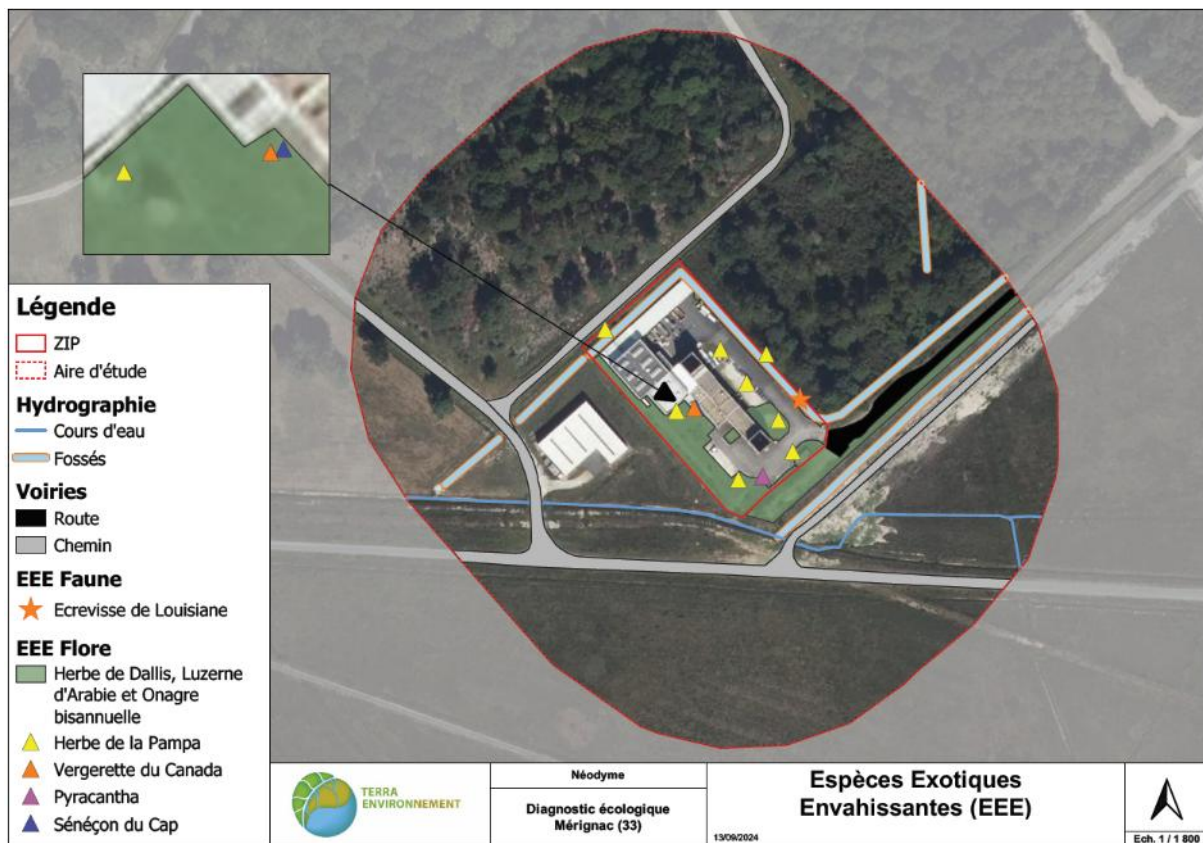 Légende
ZIP
Aire d'étude
Hydrographie
Cours d'eau
Fossés
Voiries
Route
Chemin
EEE Faune
Ecrevisse de Louisiane
EEE Flore
Herbe de Dallis, Luzerne
d'Arabie et Onagre
bisannuelle
Herbe de la Pampa
Vergerette du Canada
Pyracantha
Sénéçon du Cap
TERRA
ENVIRONNEMENT
Néodyme
Diagnostic écologique
Mérignac (33)
Espèces Exotiques
Envahissantes (EEE)
13/09/2024
Ech. 1 / 1 800